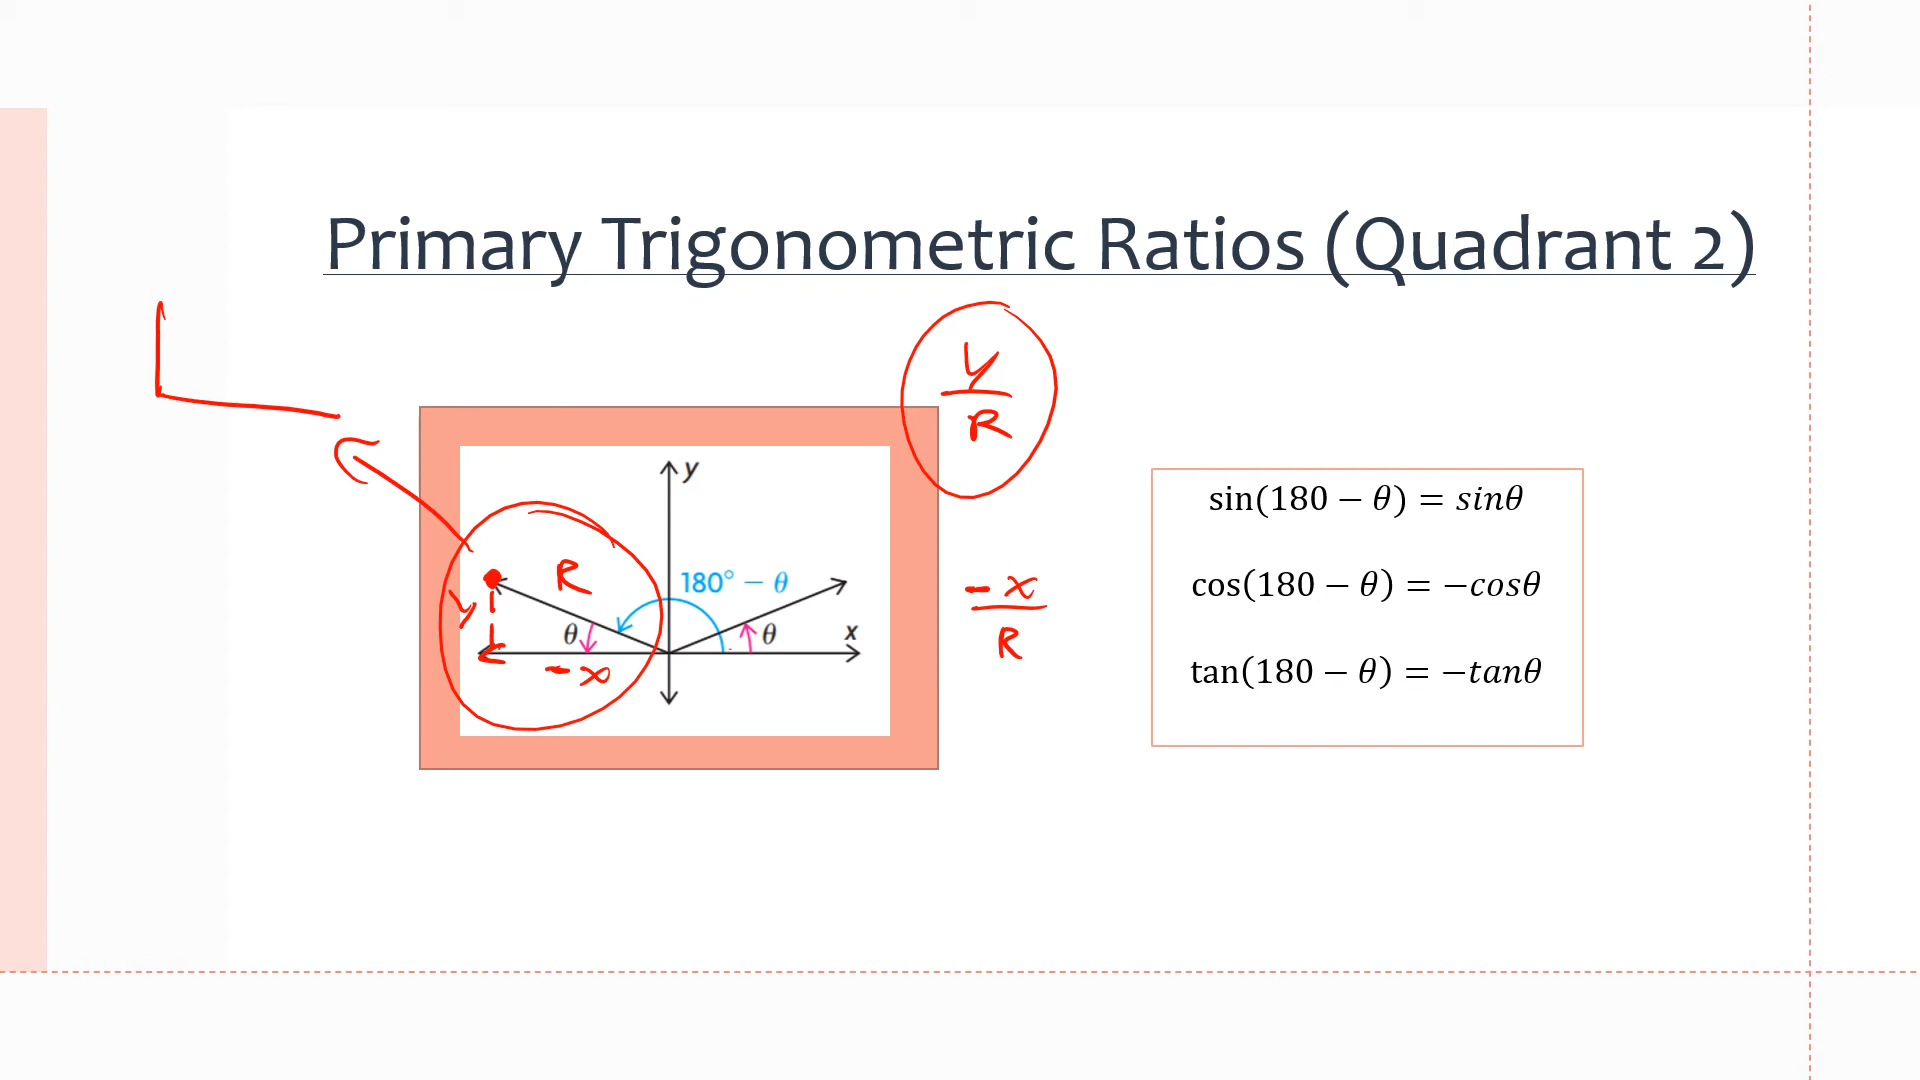 Primary Trigonometric Ratios (Quadrant 2)
y
R
y
sin(180 − θ) = sinθ
R
180° − θ
cos(180 − θ) = −cosθ
−x
R
y
θ
θ
x
−x
tan(180 − θ) = −tanθ